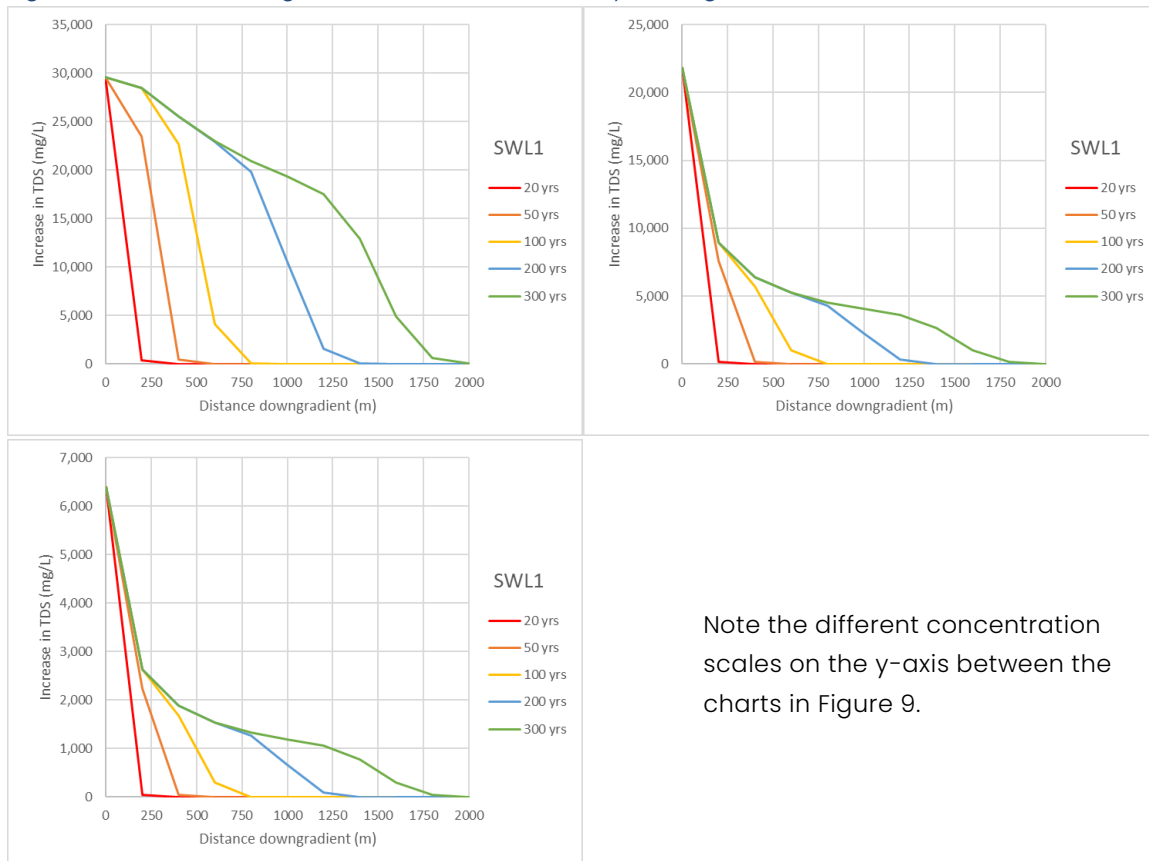 35,000
30,000
25,000
20,000
15,000
10,000
5,000
0
Increase in TDS (mg/L)
0 250 500 750 1000 1250 1500 1750 2000
Distance downgradient (m)
SWL1
20 yrs
50 yrs
100 yrs
200 yrs
300 yrs
25,000
20,000
15,000
10,000
5,000
0
Increase in TDS (mg/L)
0 250 500 750 1000 1250 1500 1750 2000
Distance downgradient (m)
SWL1
20 yrs
50 yrs
100 yrs
200 yrs
300 yrs
7,000
6,000
5,000
4,000
3,000
2,000
1,000
0
Increase in TDS (mg/L)
0 250 500 750 1000 1250 1500 1750 2000
Distance downgradient (m)
SWL1
20 yrs
50 yrs
100 yrs
200 yrs
300 yrs
Note the different concentration
scales on the y-axis between the
charts in Figure 9.